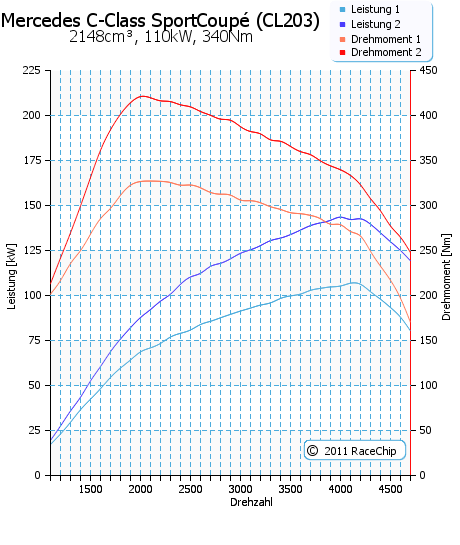 Mercedes C-Class SportCoupé (CL203)
2148cm³, 110kW, 340Nm
Leistung 1
Leistung 2
Drehmoment 1
Drehmoment 2
225
200
175
150
125
100
75
50
25
0
Leistung [kW]
450
400
350
300
250
200
150
100
50
0
Drehmoment [Nm]
1500 2000 2500 3000 3500 4000 4500
Drehzahl
© 2011 RaceChip